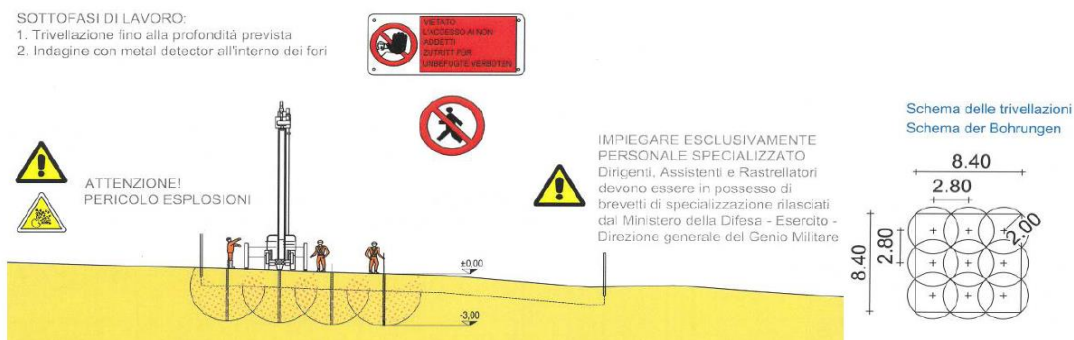 SOTTOFASI DI LAVORO:
1. Trivellazione fino alla profondità prevista
2. Indagine con metal detector all'interno dei fori
VIETATO
L'ACCESSO AI NON
ADDETTI
ZUTRITT FÜR
UNBEFUGTE VERBOTEN
ATTENZIONE!
PERICOLO ESPLOSIONI
IMPIEGARE ESCLUSIVAMENTE
PERSONALE SPECIALIZZATO
Dirigenti, Assistenti e Rastrellatori
devono essere in possesso di
brevetti di specializzazione rilasciati
dal Ministero della Difesa - Esercito -
Direzione generale del Genio Militare
±0,00
-3,00
Schema delle trivellazioni
Schema der Bohrungen
8.40
2.80
2.00
2.80
8.40